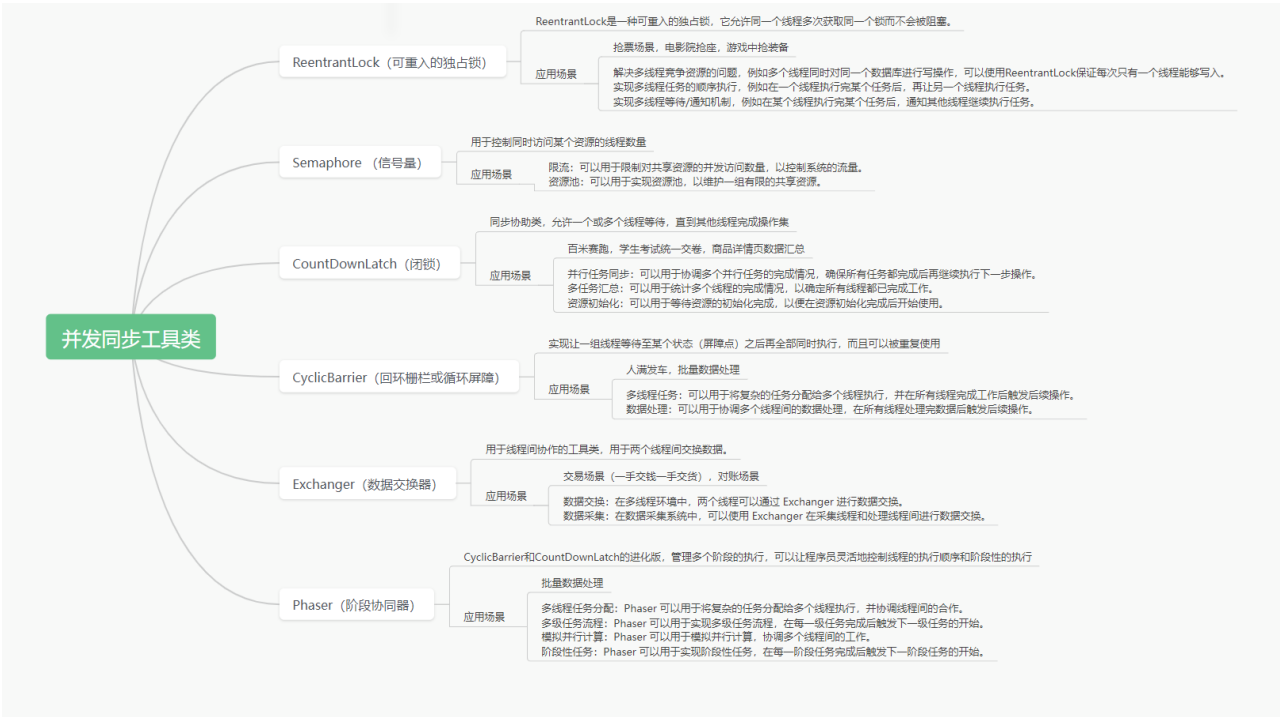 并发同步工具类
ReentrantLock（可重入的独占锁）
ReentrantLock是一种可重入的独占锁，它允许同一个线程多次获取同一个锁而不会被阻塞。
应用场景
抢票场景，电影院抢座，游戏中抢装备
解决多线程竞争资源的问题，例如多个线程同时对同一个数据库进行写操作，可以使用ReentrantLock保证每次只有一个线程能够写入。
实现多线程任务的顺序执行，例如在一个线程执行完某个任务后，再让另一个线程执行任务。
实现多线程等待/通知机制，例如在某个线程执行完某个任务后，通知其他线程继续执行任务。
Semaphore （信号量）
用于控制同时访问某个资源的线程数量
应用场景
限流：可以用于限制对共享资源的并发访问数量，以控制系统的流量。
资源池：可以用于实现资源池，以维护一组有限的共享资源。
CountDownLatch（闭锁）
同步协助类，允许一个或多个线程等待，直到其他线程完成操作集
应用场景
百米赛跑，学生考试统一交卷，商品详情页数据汇总
并行任务同步：可以用于协调多个并行任务的完成情况，确保所有任务都完成后再继续执行下一步操作。
多任务汇总：可以用于统计多个线程的完成情况，以确定所有线程都已完成工作。
资源初始化：可以用于等待资源的初始化完成，以便在资源初始化完成后开始使用。
CyclicBarrier（回环栅栏或循环屏障）
实现让一组线程等待至某个状态（屏障点）之后再全部同时执行，而且可以被重复使用
应用场景
人满发车，批量数据处理
多线程任务：可以用于将复杂的任务分配给多个线程执行，并在所有线程完成工作后触发后续操作。
数据处理：可以用于协调多个线程间的数据处理，在所有线程处理完数据后触发后续操作。
Exchanger（数据交换器）
用于线程间协作的工具类，用于两个线程间交换数据。
应用场景
交易场景（一手交钱一手交货），对账场景
数据交换：在多线程环境中，两个线程可以通过 Exchanger 进行数据交换。
数据采集：在数据采集系统中，可以使用 Exchanger 在采集线程和处理线程间进行数据交换。
Phaser（阶段协同器）
CyclicBarrier和CountDownLatch的进化版，管理多个阶段的执行，可以让程序员灵活地控制线程的执行顺序和阶段性的执行
应用场景
批量数据处理
多线程任务分配：Phaser 可以用于将复杂的任务分配给多个线程执行，并协调线程间的合作。
多级任务流程：Phaser 可以用于实现多级任务流程，在每一级任务完成后触发下一级任务的开始。
模拟并行计算：Phaser 可以用于模拟并行计算，协调多个线程间的工作。
阶段性任务：Phaser 可以用于实现阶段性任务，在每一阶段任务完成后触发下一阶段任务的开始。